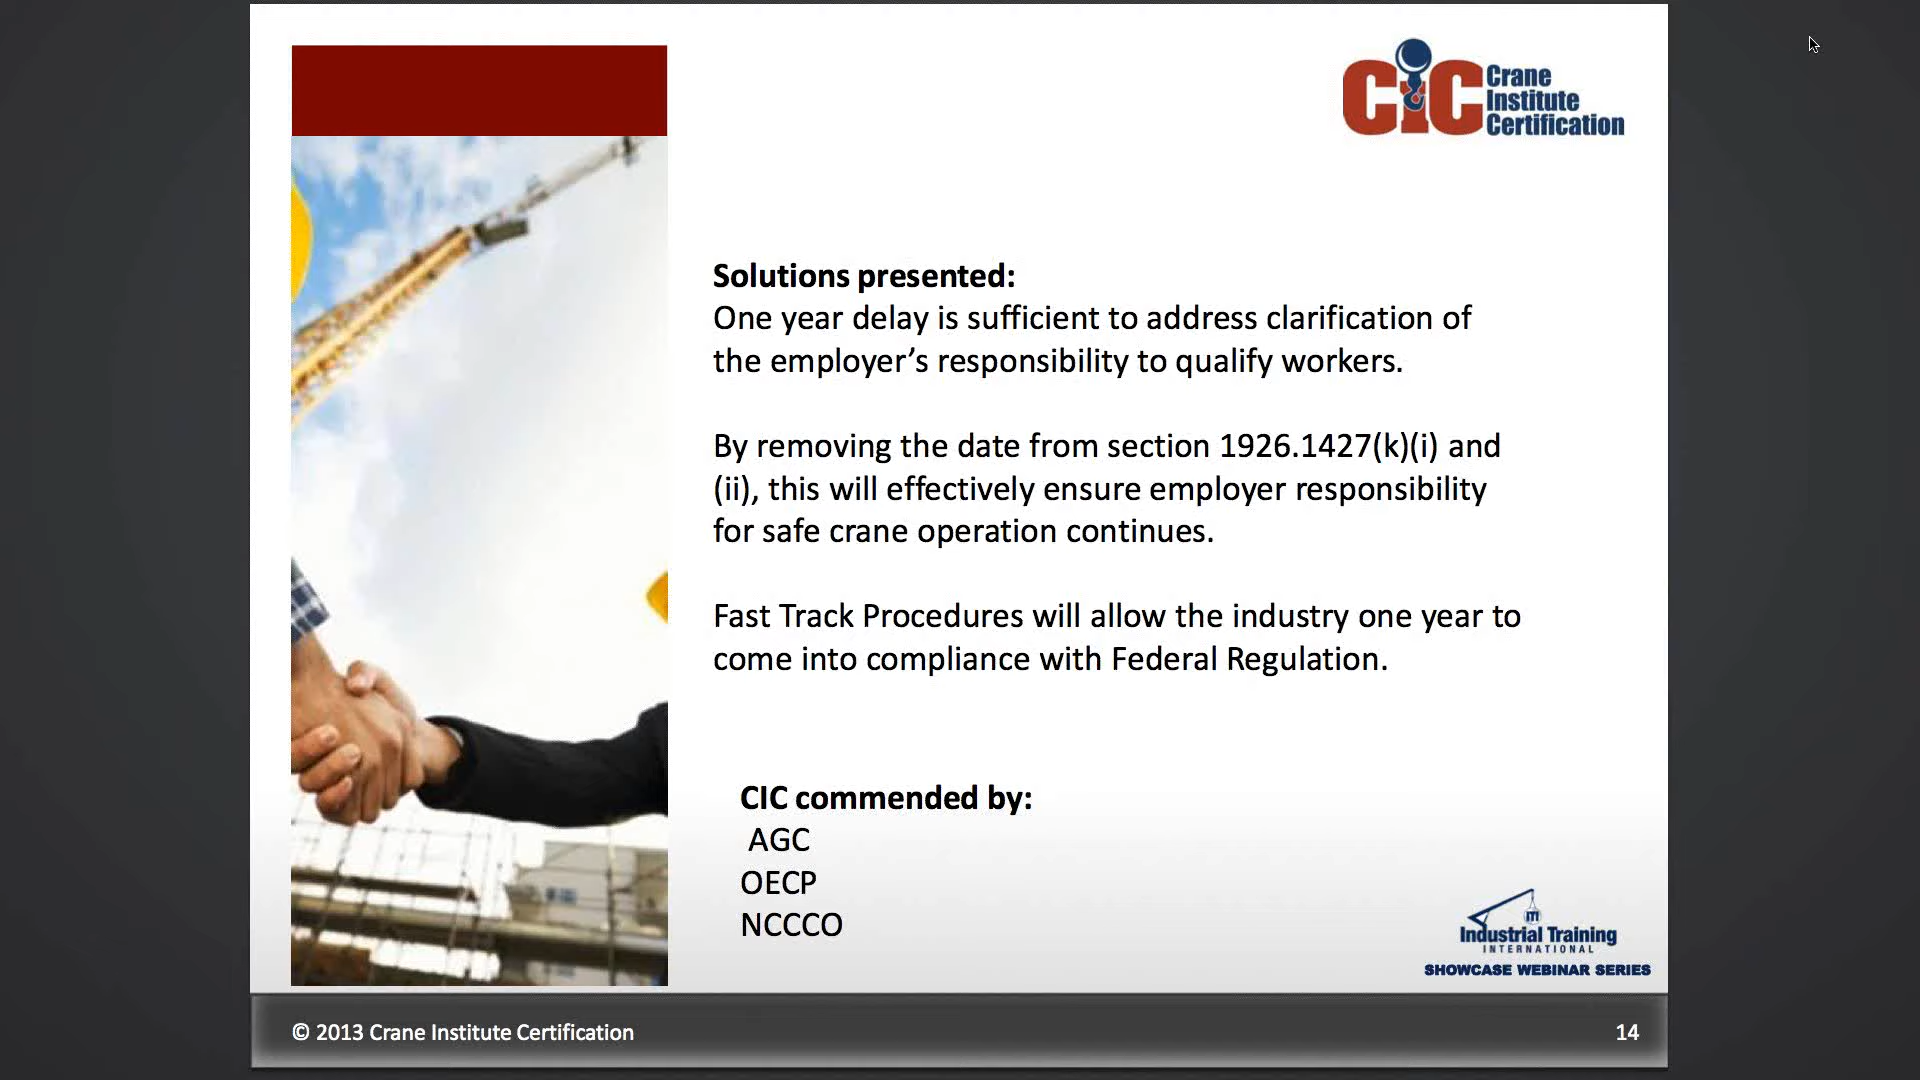 CiC Crane
Institute
Certification
Solutions presented:
One year delay is sufficient to address clarification of
the employer’s responsibility to qualify workers.
By removing the date from section 1926.1427(k)(i) and
(ii), this will effectively ensure employer responsibility
for safe crane operation continues.
Fast Track Procedures will allow the industry one year to
come into compliance with Federal Regulation.
CIC commended by:
AGC
OECP
NCCCO
ITI
Industrial Training
INTERNATIONAL
SHOWCASE WEBINAR SERIES
© 2013 Crane Institute Certification
14